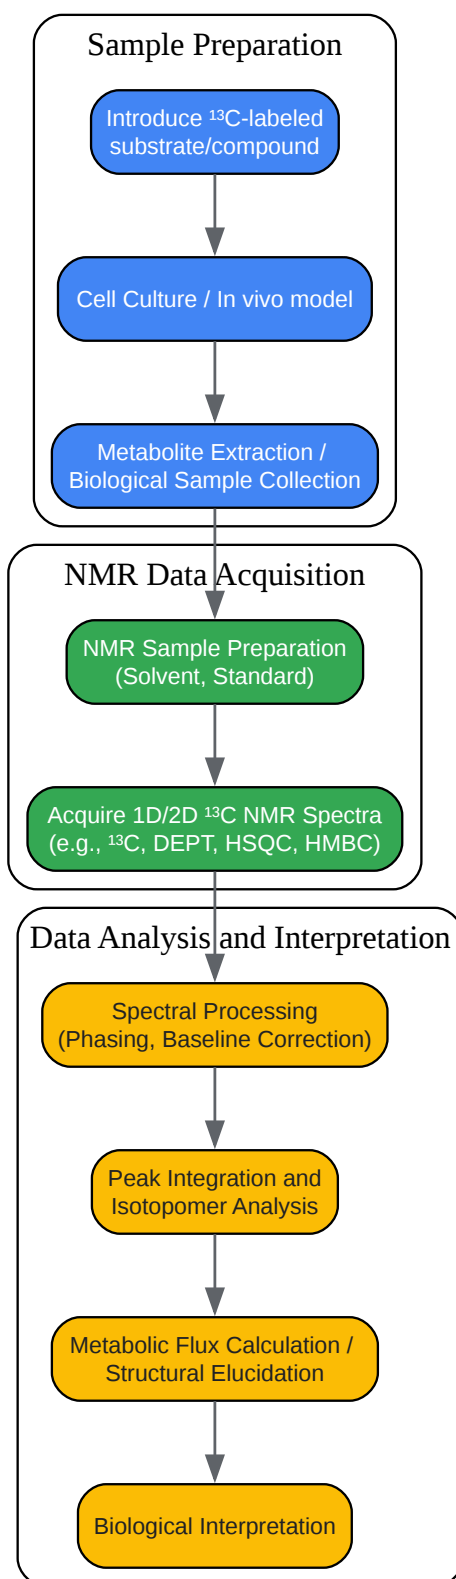 Sample Preparation
Introduce ¹³C-labeled
substrate/compound
Cell Culture / In vivo model
Metabolite Extraction /
Biological Sample Collection
NMR Data Acquisition
NMR Sample Preparation
(Solvent, Standard)
Acquire 1D/2D ¹³C NMR Spectra
(e.g., ¹³C, DEPT, HSQC, HMBC)
Data Analysis and Interpretation
Spectral Processing
(Phasing, Baseline Correction)
Peak Integration and
Isotopomer Analysis
Metabolic Flux Calculation /
Structural Elucidation
Biological Interpretation